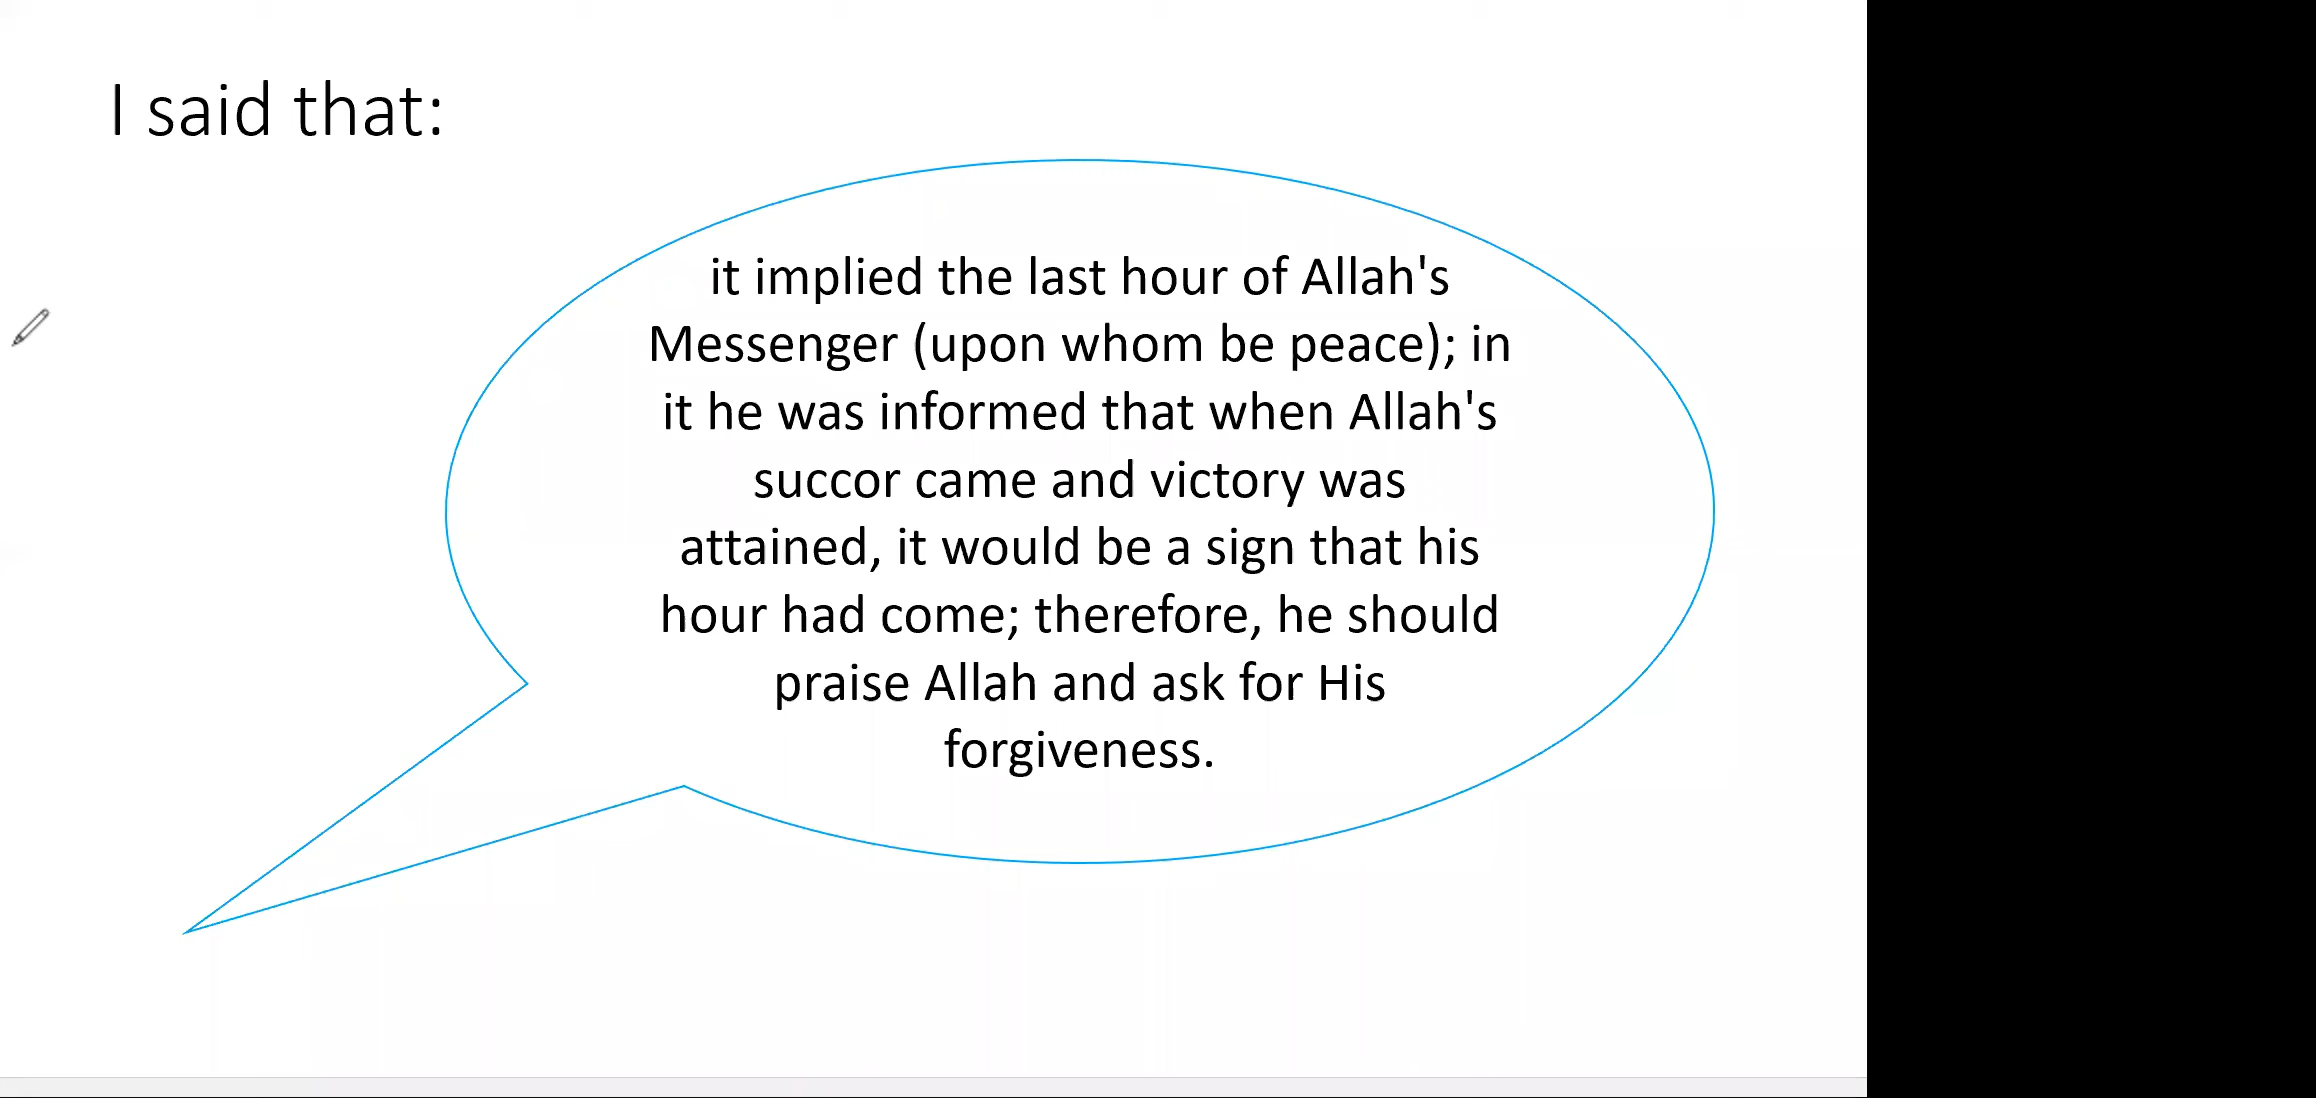 I said that:
it implied the last hour of Allah's
Messenger (upon whom be peace); in
it he was informed that when Allah's
succor came and victory was
attained, it would be a sign that his
hour had come; therefore, he should
praise Allah and ask for His
forgiveness.